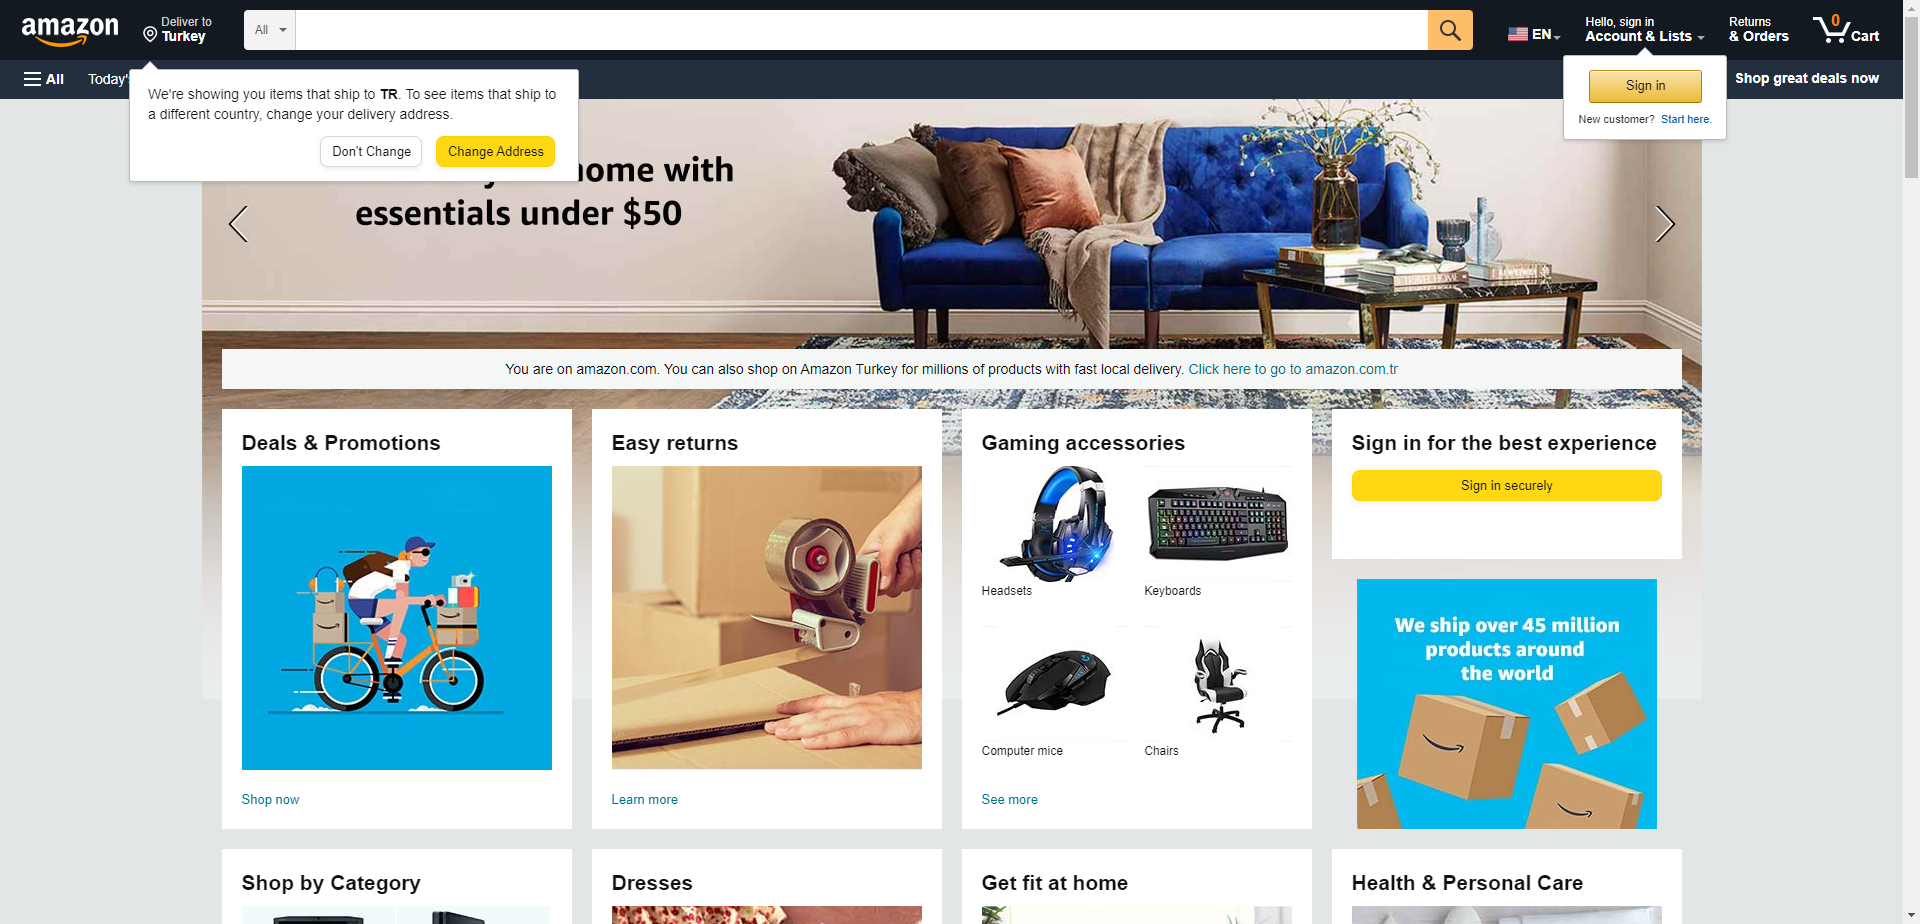 amazon
Deliver to
Turkey
All
EN
Hello, sign in
Account & Lists
Returns
& Orders
0
Cart
All
Today's
Shop great deals now
We're showing you items that ship to TR. To see items that ship to
a different country, change your delivery address.
Don't Change
Change Address
Sign in
New customer? Start here.
home with
essentials under $50
You are on amazon.com. You can also shop on Amazon Turkey for millions of products with fast local delivery. Click here to go to amazon.com.tr
Deals & Promotions
Shop now
Easy returns
Learn more
Gaming accessories
Headsets
Keyboards
Computer mice
Chairs
See more
Sign in for the best experience
Sign in securely
We ship over 45 million
products around
the world
Shop by Category
Dresses
Get fit at home
Health & Personal Care